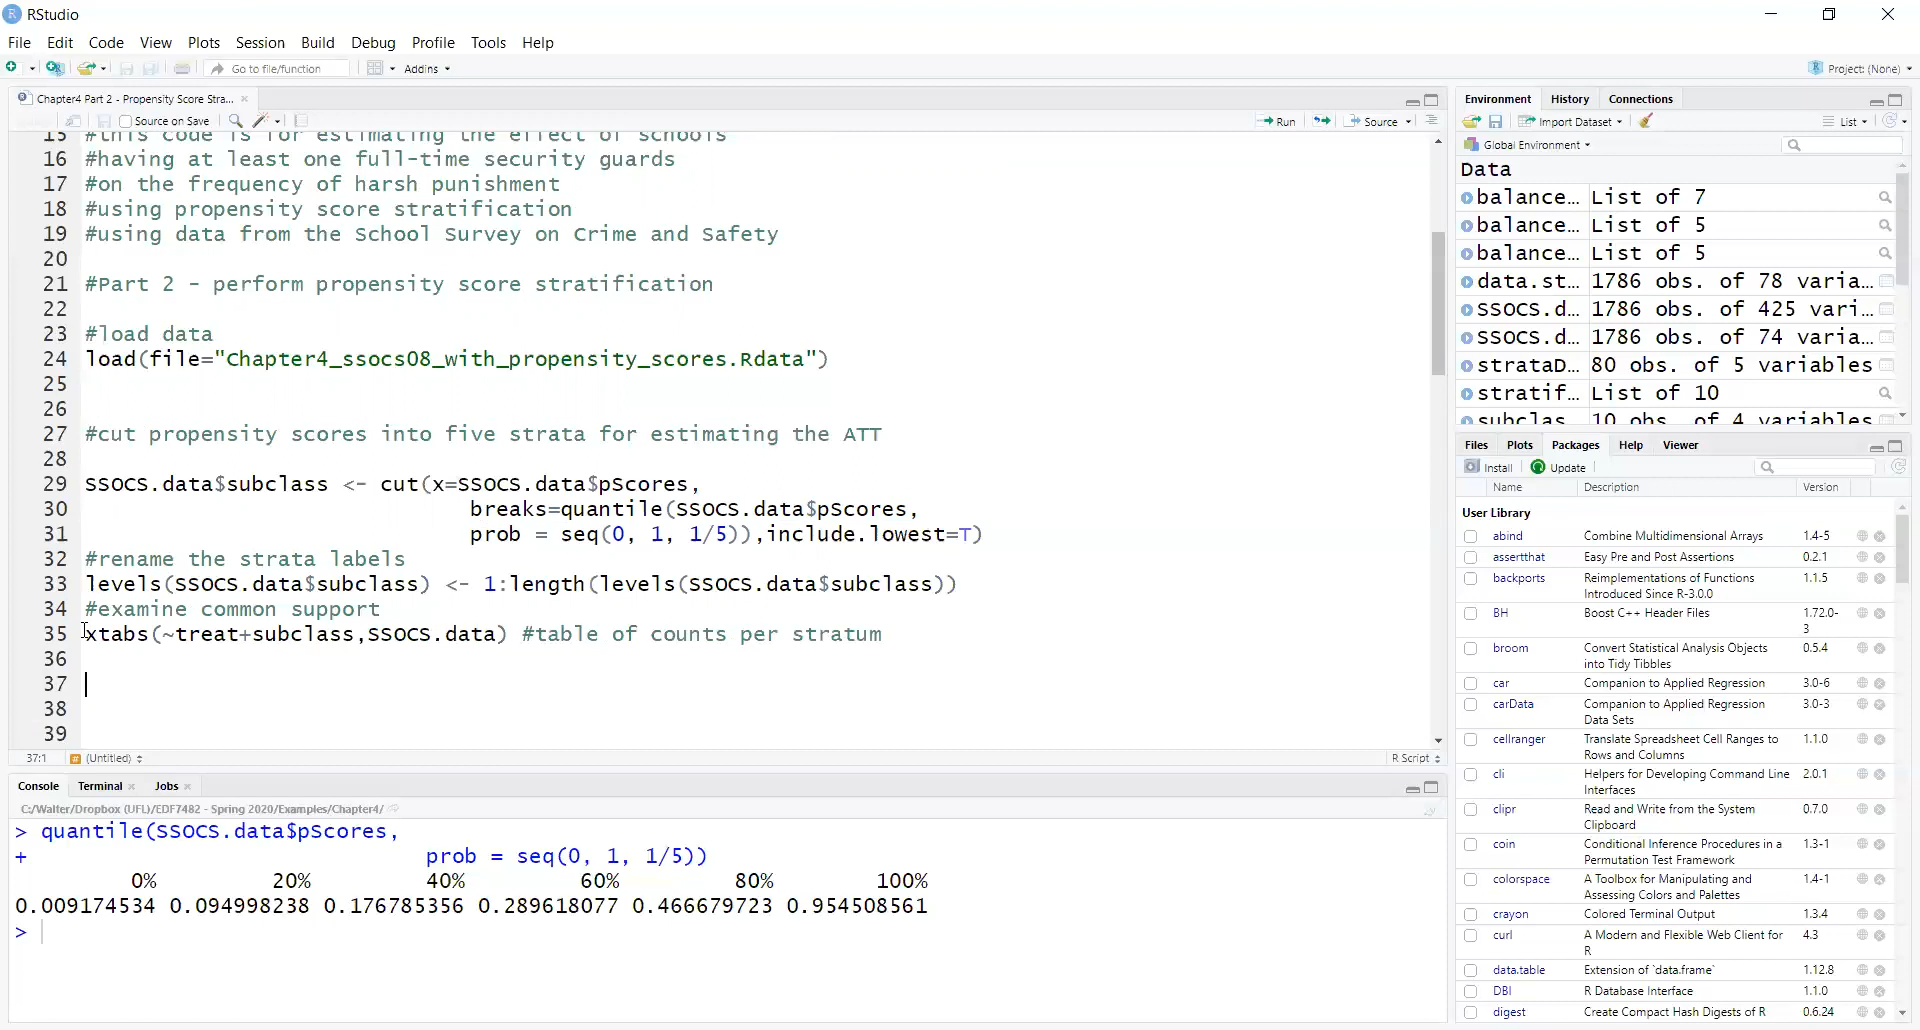 RStudio
File Edit Code View Plots Session Build Debug Profile Tools Help
Go to file/function Addins Project: (None)
Chapter4 Part 2 - Propensity Score Stra...
Source on Save Run Source
15 #this code is for estimating the effect of schools
16 #having at least one full-time security guards
17 #on the frequency of harsh punishment
18 #using propensity score stratification
19 #using data from the School Survey on Crime and Safety
20
21 #Part 2 - perform propensity score stratification
22
23 #load data
24 load(file="Chapter4_ssocs08_with_propensity_scores.Rdata")
25
26
27 #cut propensity scores into five strata for estimating the ATT
28
29 SSOCS.data$subclass <- cut(x=SSOCS.data$pScores,
30 breaks=quantile(SSOCS.data$pScores,
31 prob = seq(0, 1, 1/5)),include.lowest=T)
32 #rename the strata labels
33 levels(SSOCS.data$subclass) <- 1:length(levels(SSOCS.data$subclass))
34 #examine common support
35 xtabs(~treat+subclass,SSOCS.data) #table of counts per stratum
36
37
38
39
37:1 # (Untitled) R Script
Console Terminal Jobs
C:/Walter/Dropbox (UFL)/EDF7482 - Spring 2020/Examples/Chapter4/
> quantile(SSOCS.data$pScores,
+ prob = seq(0, 1, 1/5))
0% 20% 40% 60% 80% 100%
0.009174534 0.094998238 0.176785356 0.289618077 0.466679723 0.954508561
>
Environment History Connections
Import Dataset List
Global Environment
Data
balance... List of 7
balance... List of 5
balance... List of 5
data.st... 1786 obs. of 78 varia...
SSOCS.d... 1786 obs. of 425 vari...
SSOCS.d... 1786 obs. of 74 varia...
strataD... 80 obs. of 5 variables
stratif... List of 10
subclas 10 obs. of 4 variables
Files Plots Packages Help Viewer
Install Update
Name Description Version
User Library
abind Combine Multidimensional Arrays 1.4-5
assertthat Easy Pre and Post Assertions 0.2.1
backports Reimplementations of Functions 1.1.5
Introduced Since R-3.0.0
BH Boost C++ Header Files 1.72.0-
3
broom Convert Statistical Analysis Objects 0.5.4
into Tidy Tibbles
car Companion to Applied Regression 3.0-6
carData Companion to Applied Regression 3.0-3
Data Sets
cellranger Translate Spreadsheet Cell Ranges to 1.1.0
Rows and Columns
cli Helpers for Developing Command Line 2.0.1
Interfaces
clipr Read and Write from the System 0.7.0
Clipboard
coin Conditional Inference Procedures in a 1.3-1
Permutation Test Framework
colorspace A Toolbox for Manipulating and 1.4-1
Assessing Colors and Palettes
crayon Colored Terminal Output 1.3.4
curl A Modern and Flexible Web Client for 4.3
R
data.table Extension of `data.frame` 1.12.8
DBI R Database Interface 1.1.0
digest Create Compact Hash Digests of R 0.6.24